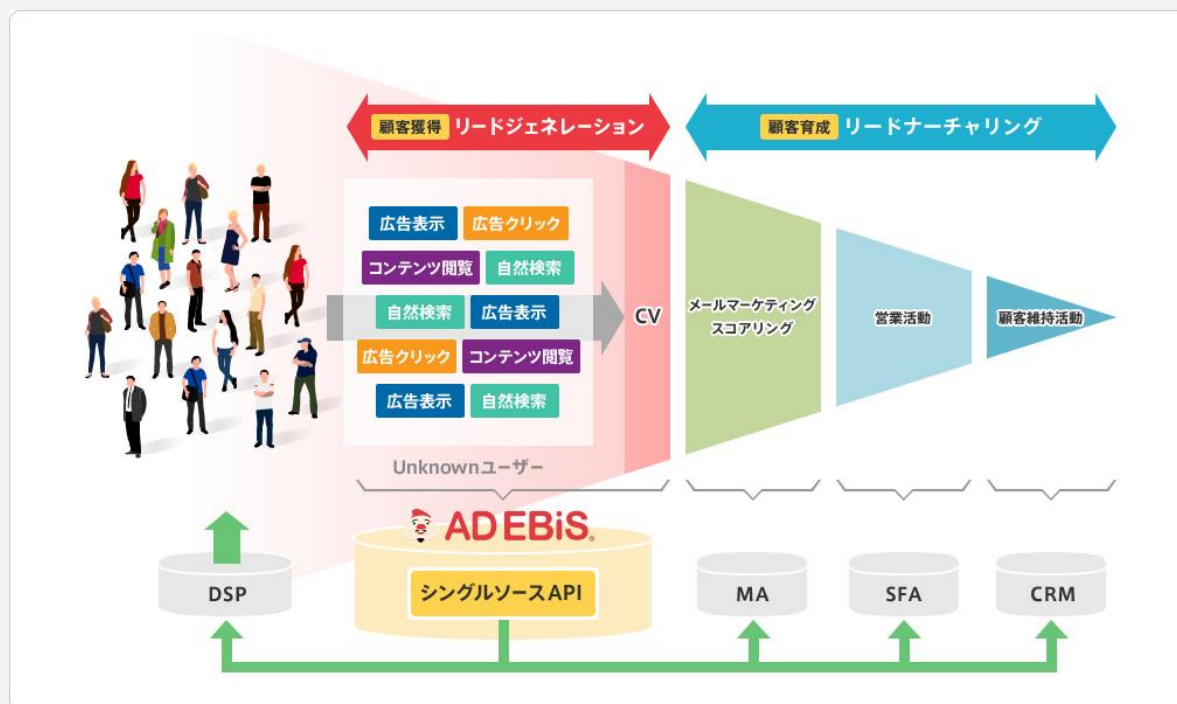 顧客獲得 リードジェネレーション
顧客育成 リードナーチャリング
広告表示 広告クリック
コンテンツ閲覧 自然検索
自然検索 広告表示
広告クリック コンテンツ閲覧
広告表示 自然検索
CV
メールマーケティング
スコアリング
営業活動
顧客維持活動
Unknownユーザー
AD EBiS®
シングルソースAPI
DSP
MA
SFA
CRM